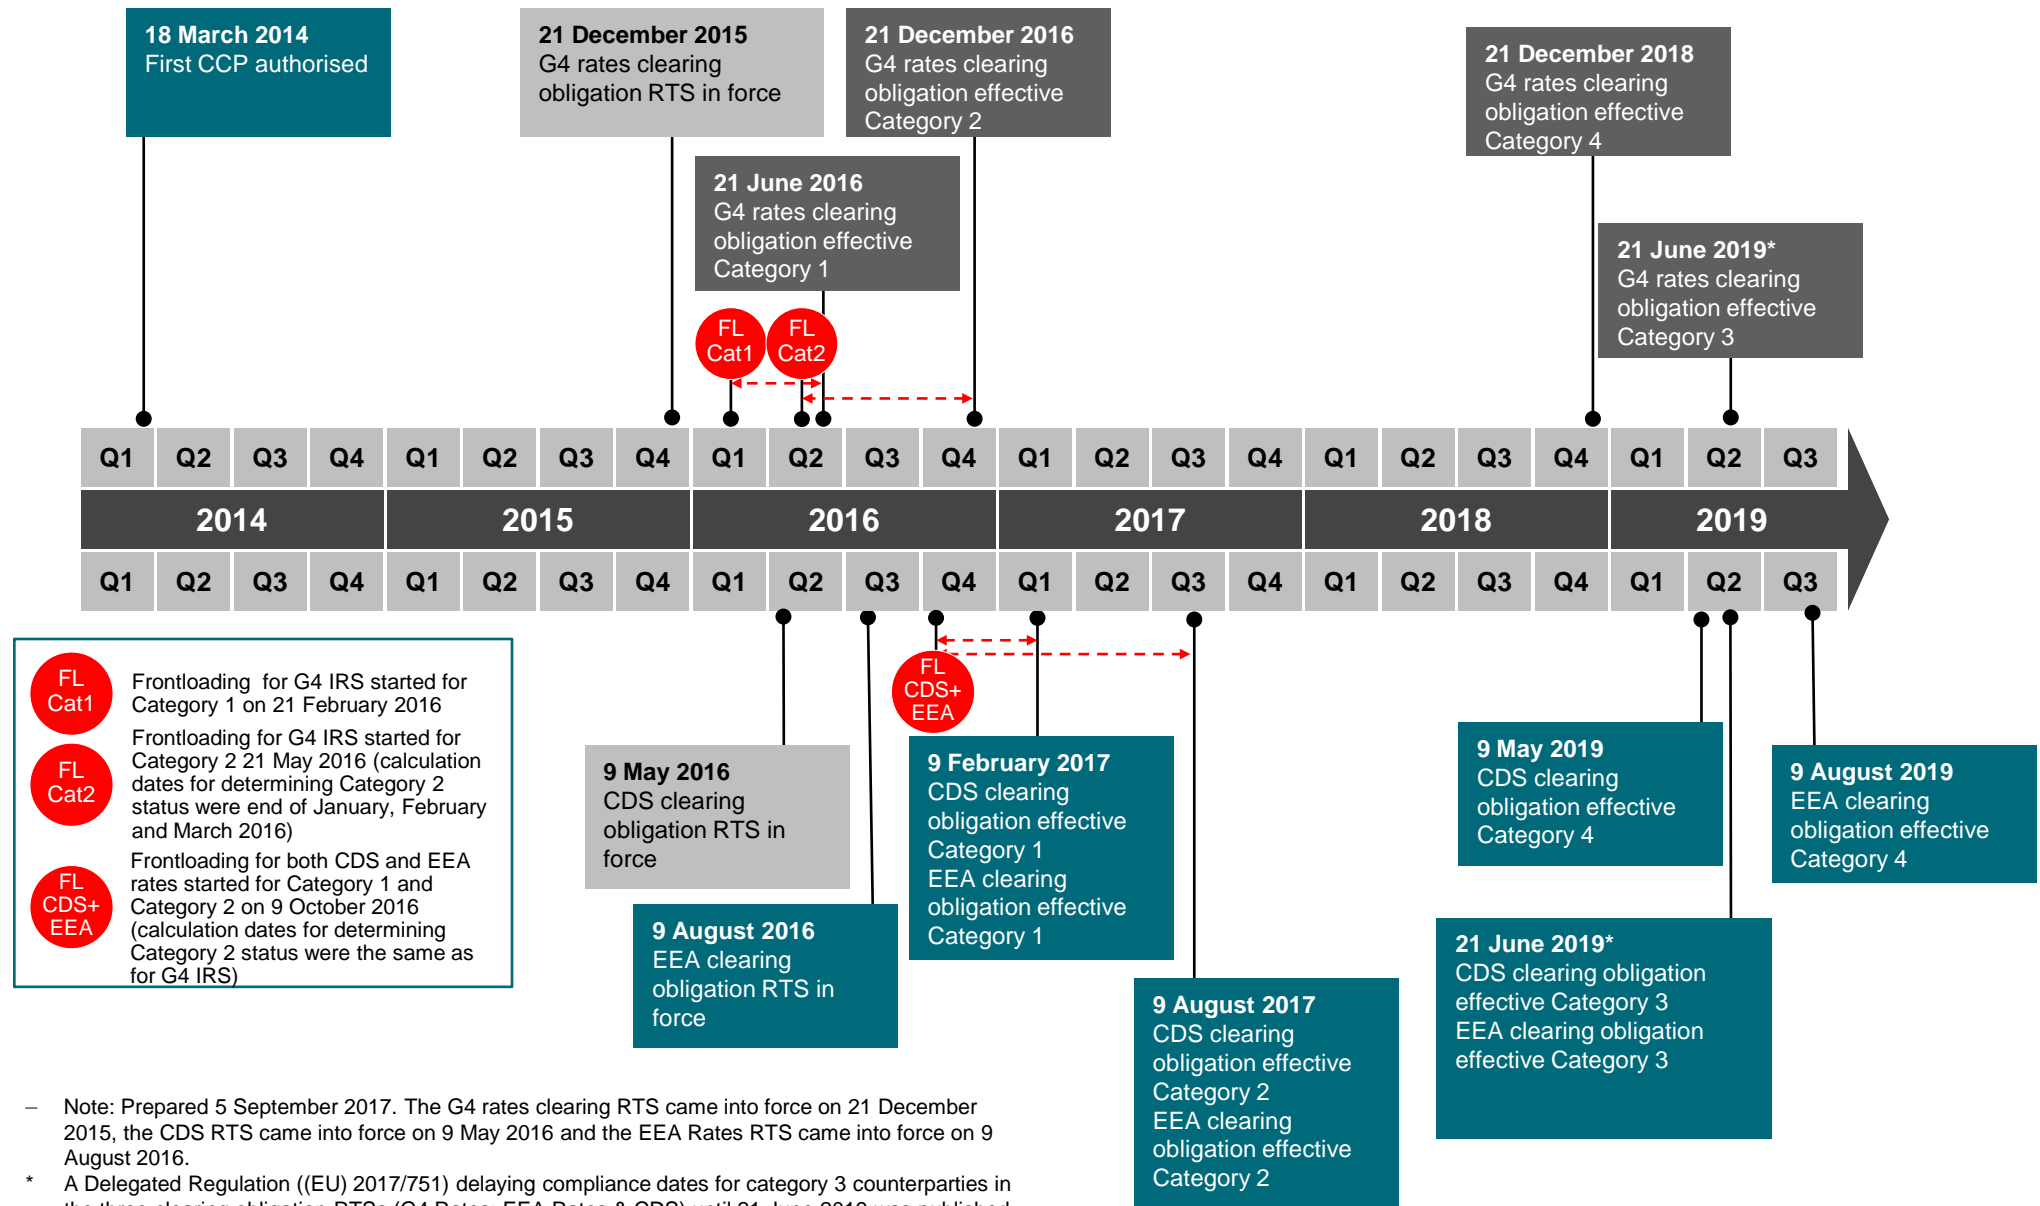 18 March 2014
First CCP authorised
21 December 2015
G4 rates clearing
obligation RTS in force
21 December 2016
G4 rates clearing
obligation effective
Category 2
21 December 2018
G4 rates clearing
obligation effective
Category 4
21 June 2016
G4 rates clearing
obligation effective
Category 1
21 June 2019*
G4 rates clearing
obligation effective
Category 3
FL
Cat1
FL
Cat2
Q1 Q2 Q3 Q4 Q1 Q2 Q3 Q4 Q1 Q2 Q3 Q4 Q1 Q2 Q3 Q4 Q1 Q2 Q3 Q4 Q1 Q2 Q3
2014 2015 2016 2017 2018 2019
Q1 Q2 Q3 Q4 Q1 Q2 Q3 Q4 Q1 Q2 Q3 Q4 Q1 Q2 Q3 Q4 Q1 Q2 Q3 Q4 Q1 Q2 Q3
FL
CDS+
EEA
FL
Cat1
Frontloading for G4 IRS started for
Category 1 on 21 February 2016
FL
Cat2
Frontloading for G4 IRS started for
Category 2 21 May 2016 (calculation
dates for determining Category 2
status were end of January, February
and March 2016)
FL
CDS+
EEA
Frontloading for both CDS and EEA
rates started for Category 1 and
Category 2 on 9 October 2016
(calculation dates for determining
Category 2 status were the same as
for G4 IRS)
9 May 2016
CDS clearing
obligation RTS in
force
9 August 2016
EEA clearing
obligation RTS in
force
9 February 2017
CDS clearing
obligation effective
Category 1
EEA clearing
obligation effective
Category 1
9 August 2017
CDS clearing
obligation effective
Category 2
EEA clearing
obligation effective
Category 2
9 May 2019
CDS clearing
obligation effective
Category 4
21 June 2019*
CDS clearing obligation
effective Category 3
EEA clearing obligation
effective Category 3
9 August 2019
EEA clearing
obligation effective
Category 4
– Note: Prepared 5 September 2017. The G4 rates clearing RTS came into force on 21 December
2015, the CDS RTS came into force on 9 May 2016 and the EEA Rates RTS came into force on 9
August 2016.
* A Delegated Regulation ((EU) 2017/751) delaying compliance dates for category 3 counterparties in
the three clearing obligation RTSs (G4 Rates; EEA Rates & CDS) until 21 June 2019 was published